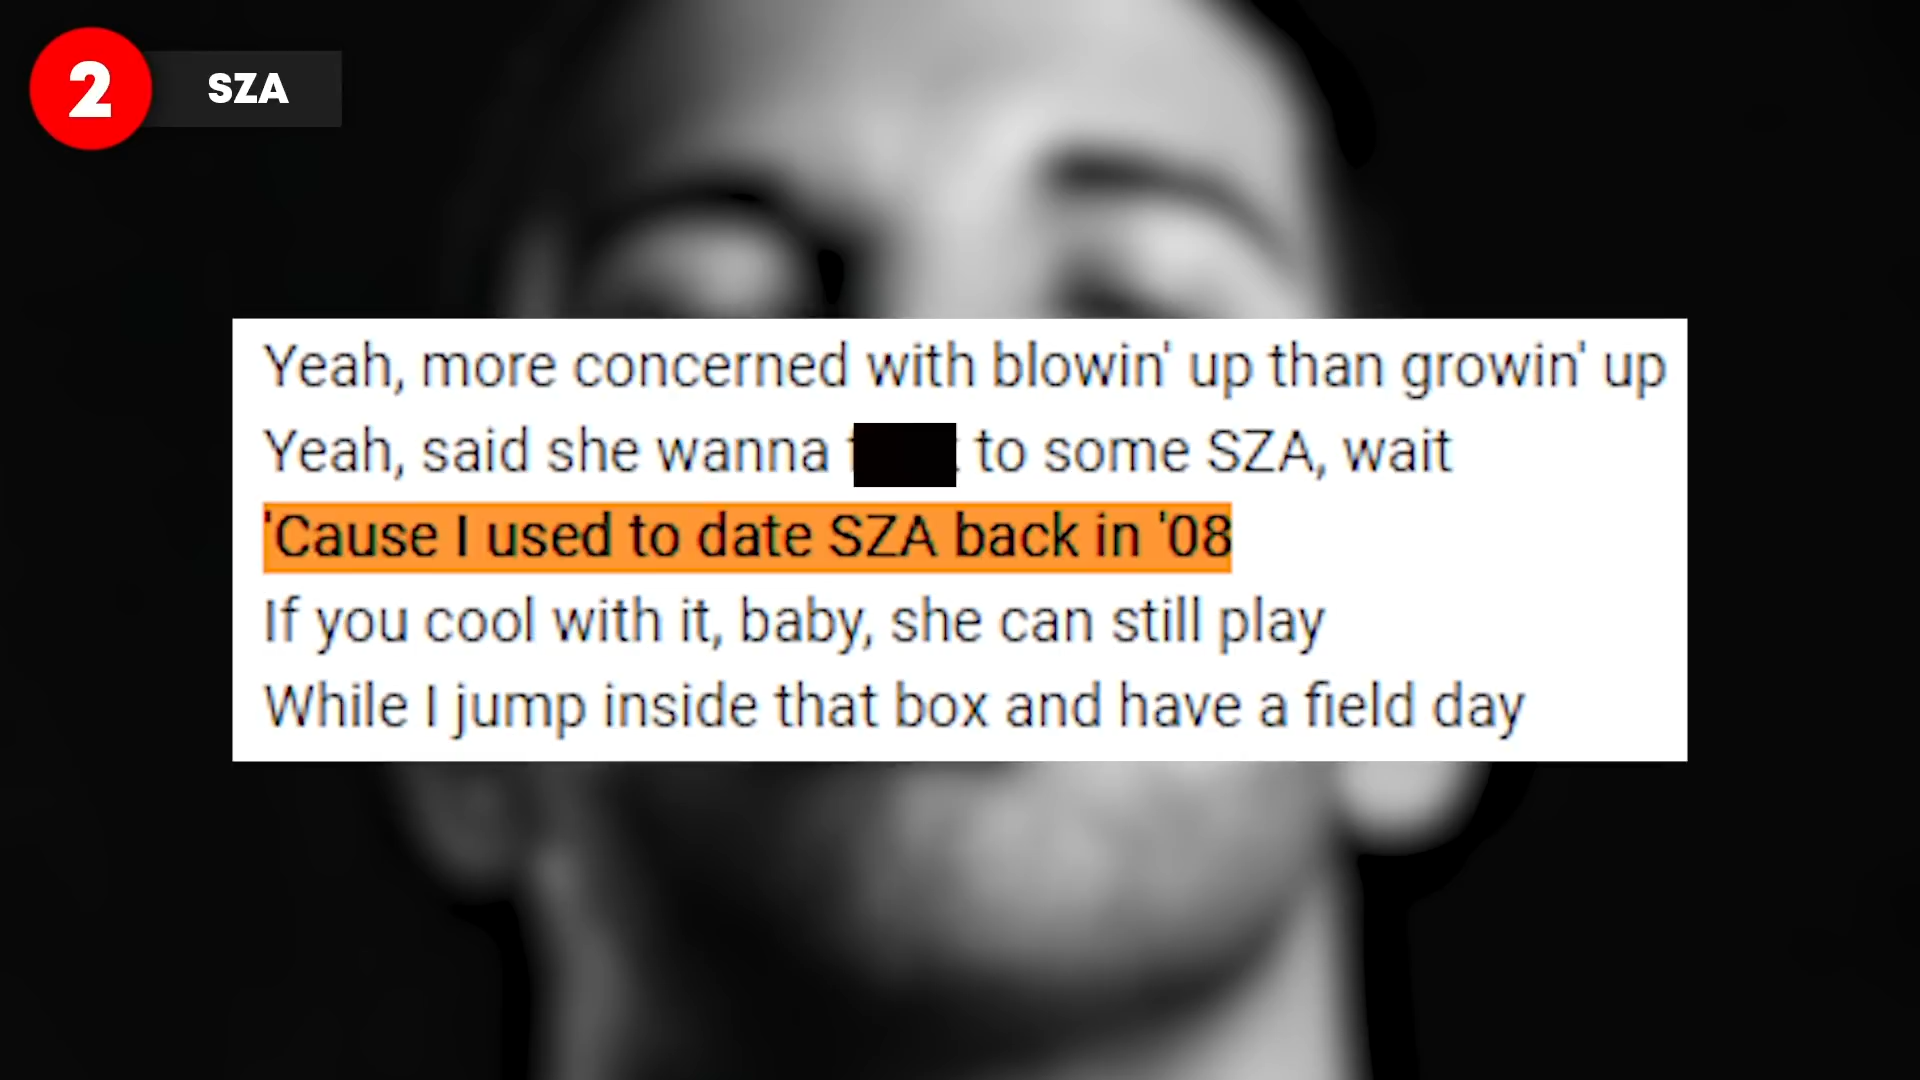 2
SZA
Yeah, more concerned with blowin' up than growin' up
Yeah, said she wanna to some SZA, wait
'Cause I used to date SZA back in '08
If you cool with it, baby, she can still play
While I jump inside that box and have a field day